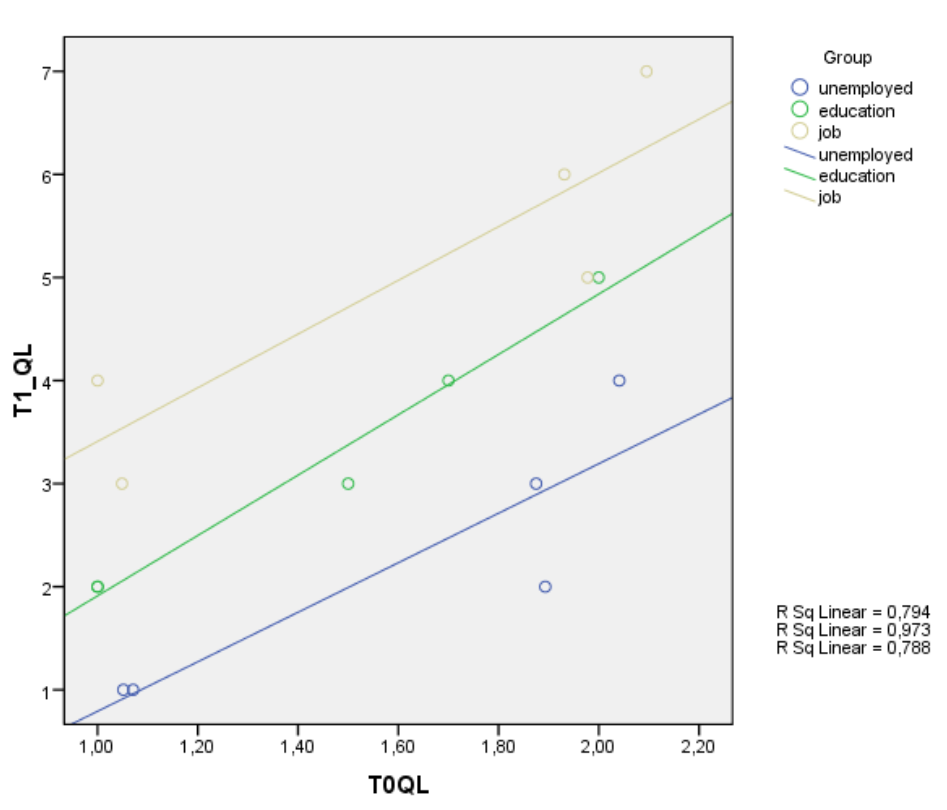 Group
unemployed
education
job
unemployed
education
job
7
6
5
4
3
2
1
T1_QL
1,00 1,20 1,40 1,60 1,80 2,00 2,20
T0QL
R Sq Linear = 0,794
R Sq Linear = 0,973
R Sq Linear = 0,788